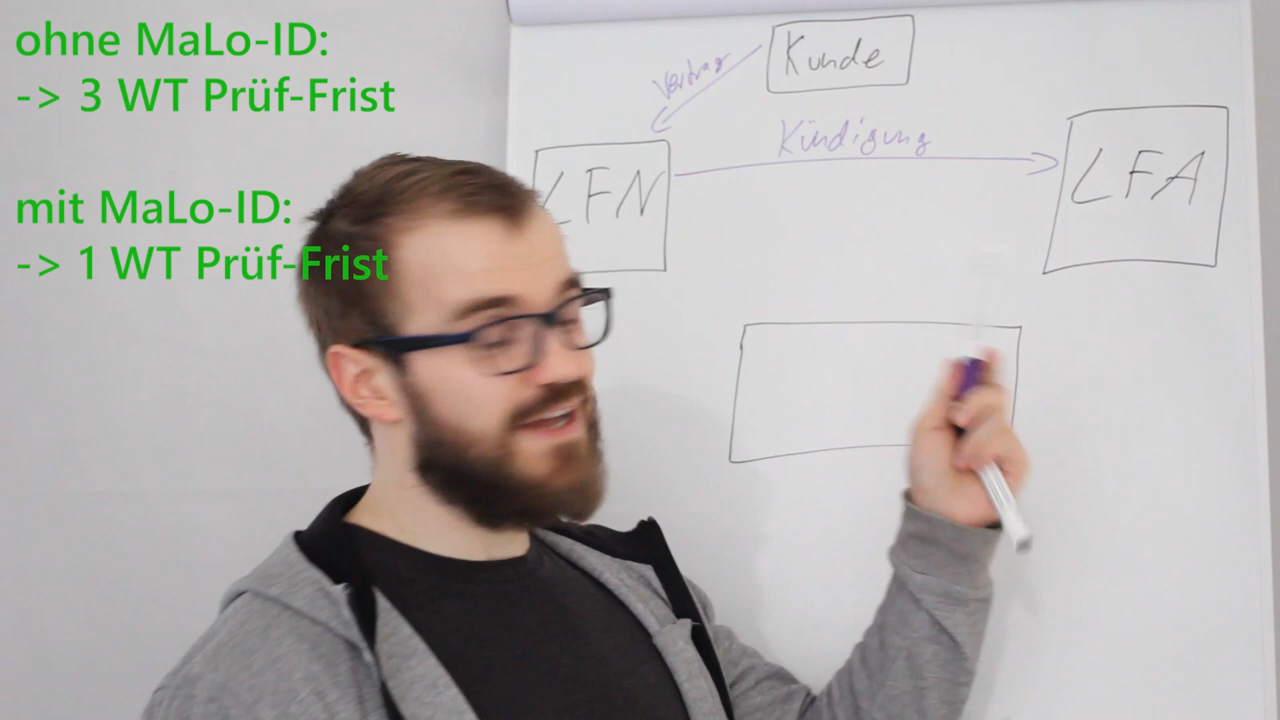 ohne MaLo-ID:
-> 3 WT Prüf-Frist
mit MaLo-ID:
-> 1 WT Prüf-Frist
Kunde
Vertrag
Kündigung
LFN
LFA